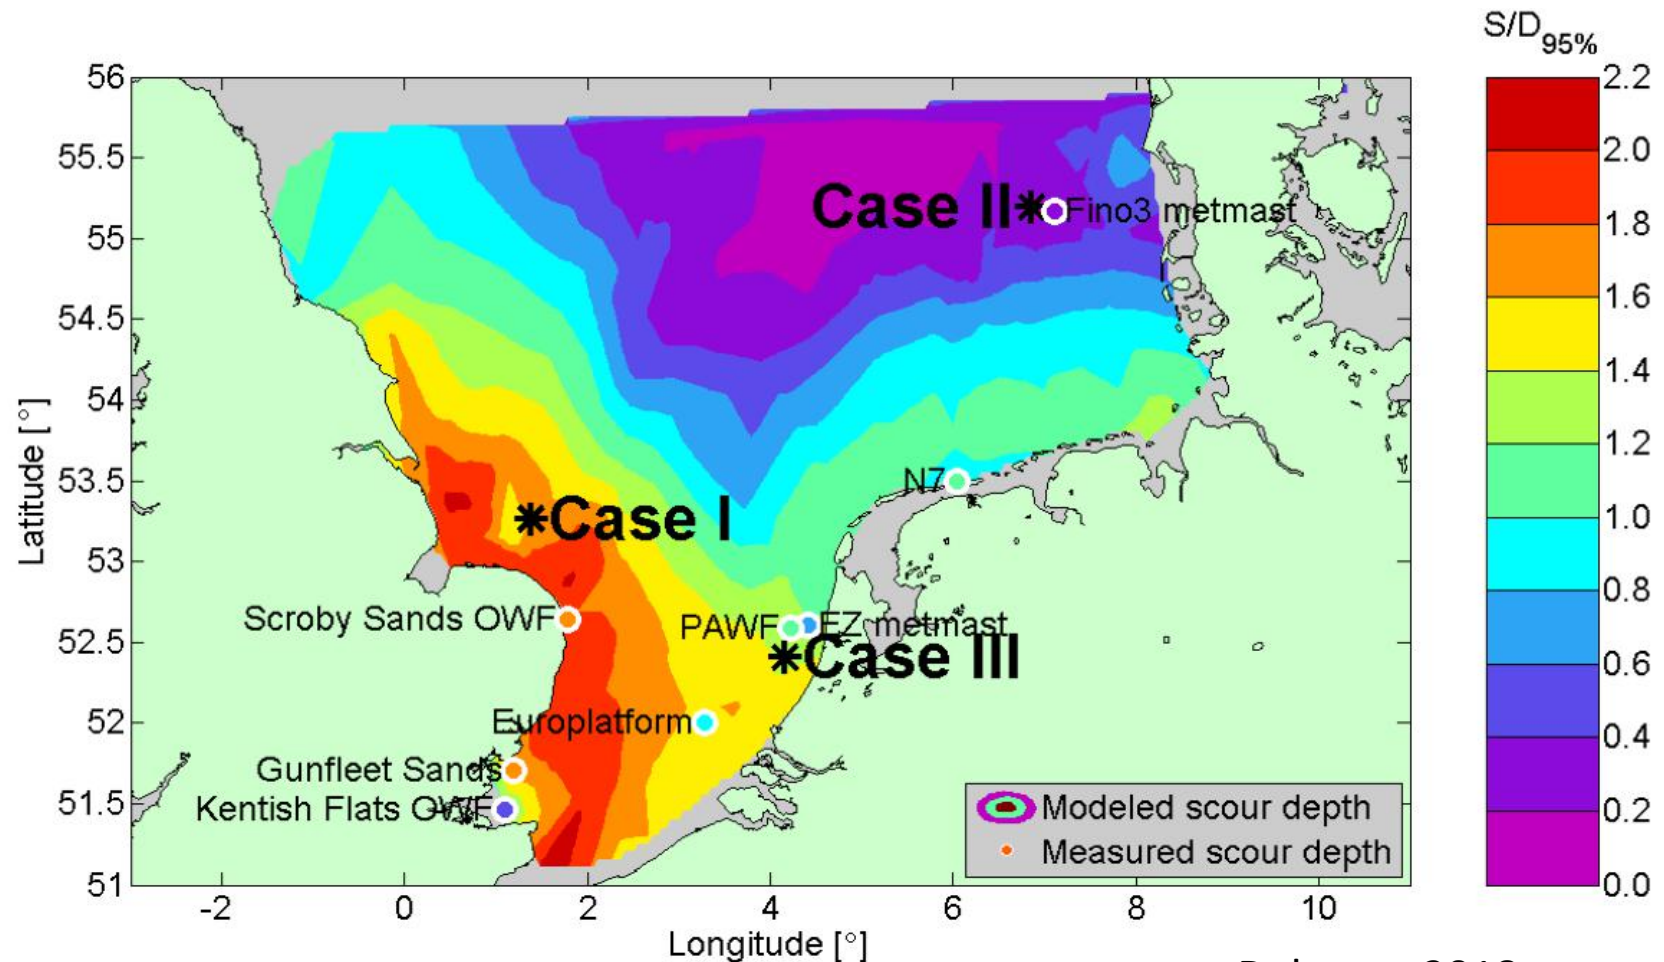 S/D95%
56
55.5
55
54.5
54
53.5
53
52.5
52
51.5
51
Latitude [°]
-2
0
2
4
6
8
10
Longitude [°]
Case II
Fino3 metmast
N7
Case I
Scroby Sands OWF
PAWF
EZ metmast
Case III
Europlatform
Gunfleet Sands
Kentish Flats OWF
Modeled scour depth
Measured scour depth
2.2
2.0
1.8
1.6
1.4
1.2
1.0
0.8
0.6
0.4
0.2
0.0